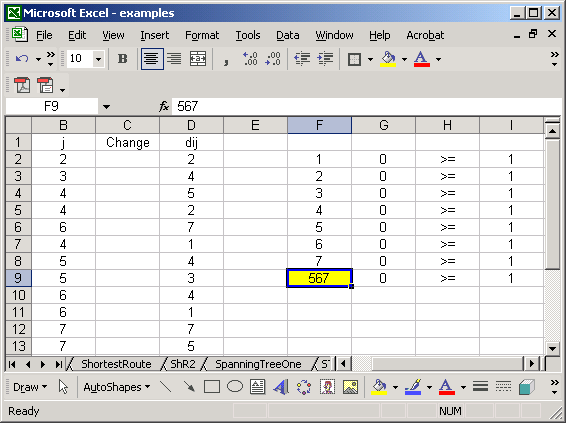 Microsoft Excel - examples
File Edit View Insert Format Tools Data Window Help Acrobat
10 B
F9 fx 567
B C D E F G H I
1 j Change dij
2 2 2 1 0 >= 1
3 3 4 2 0 >= 1
4 4 5 3 0 >= 1
5 4 2 4 0 >= 1
6 6 7 5 0 >= 1
7 4 1 6 0 >= 1
8 5 4 7 0 >= 1
9 5 3 567 0 >= 1
10 6 4
11 6 1
12 7 7
13 7 5
ShortestRoute ShR2 SpanningTreeOne
Draw AutoShapes A A
Ready NUM